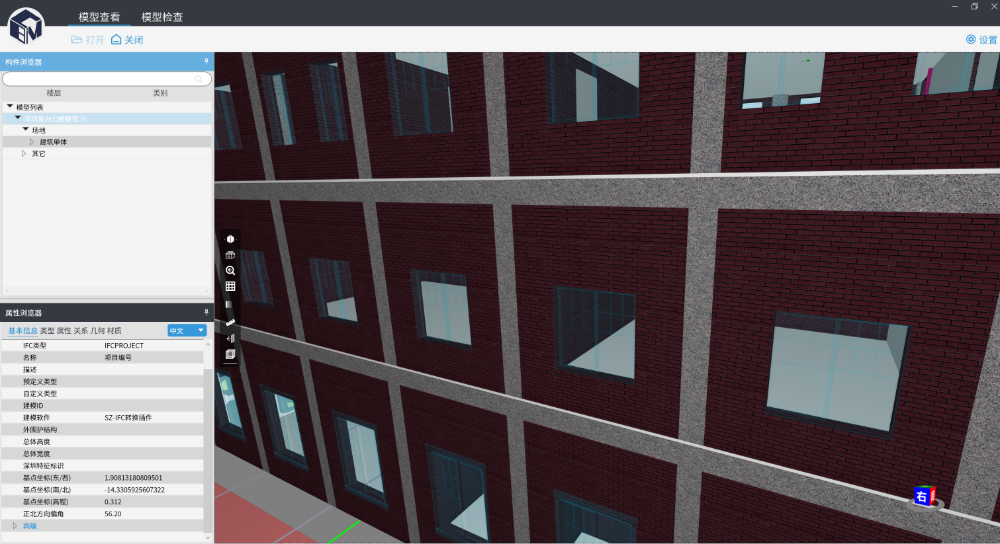 模型查看 模型检查
打开 关闭 设置
构件浏览器
楼层 类别
模型列表
深圳某办公楼模型.ifc
场地
建筑单体
其它
属性浏览器
基本信息 类型 属性 关系 几何 材质 中文
IFC类型 IFCPROJECT
名称 项目编号
描述
预定义类型
自定义类型
建模ID
建模软件 SZ-IFC转换插件
外围护结构
总体高度
总体宽度
深圳特征标识
基点坐标(东/西) 1.90813180809501
基点坐标(南/北) -14.3305925607322
基点坐标(高程) 0.312
正北方向偏角 56.20
高级
右